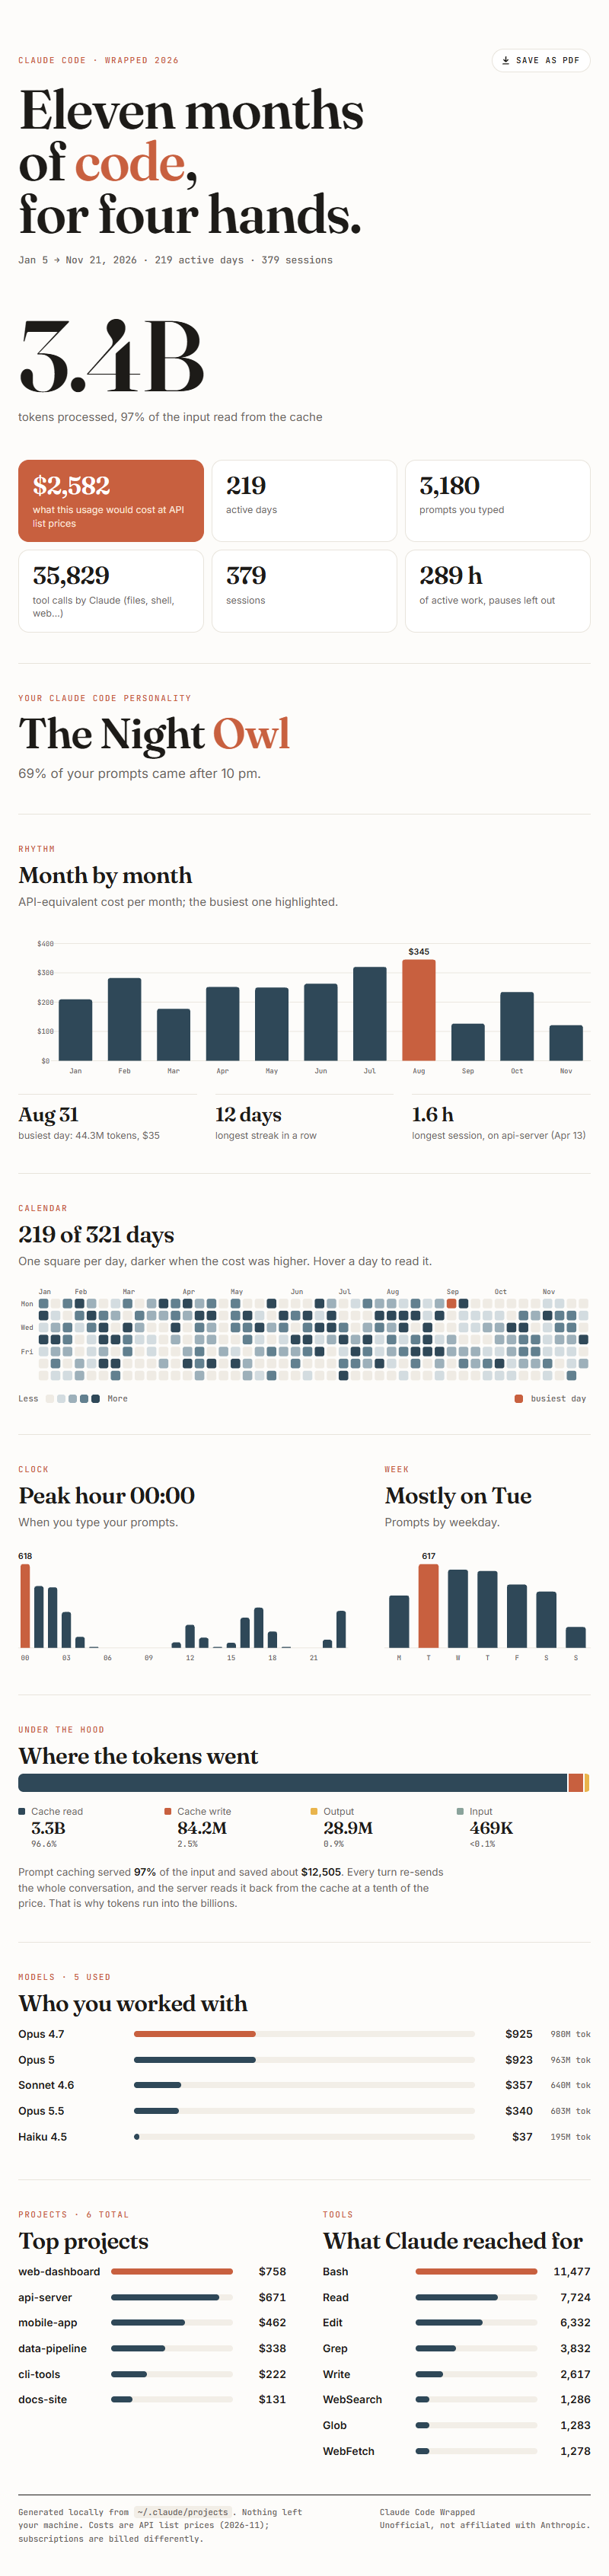 CLAUDE CODE · WRAPPED 2026
SAVE AS PDF
Eleven months
of code,
for four hands.
Jan 5 → Nov 21, 2026 · 219 active days · 379 sessions
3.4B
tokens processed, 97% of the input read from the cache
$2,582
what this usage would cost at API
list prices
219
active days
3,180
prompts you typed
35,829
tool calls by Claude (files, shell,
web...)
379
sessions
289 h
of active work, pauses left out
YOUR CLAUDE CODE PERSONALITY
The Night Owl
69% of your prompts came after 10 pm.
RHYTHM
Month by month
API-equivalent cost per month; the busiest one highlighted.
$345
$400
$300
$200
$100
$0
Jan Feb Mar Apr May Jun Jul Aug Sep Oct Nov
Aug 31
busiest day: 44.3M tokens, $35
12 days
longest streak in a row
1.6 h
longest session, on api-server (Apr 13)
CALENDAR
219 of 321 days
One square per day, darker when the cost was higher. Hover a day to read it.
Jan Feb Mar Apr May Jun Jul Aug Sep Oct Nov
Mon
Wed
Fri
Less More
busiest day
CLOCK
Peak hour 00:00
When you type your prompts.
618
00 03 06 09 12 15 18 21
WEEK
Mostly on Tue
Prompts by weekday.
617
M T W T F S S
UNDER THE HOOD
Where the tokens went
Cache read
3.3B
96.6%
Cache write
84.2M
2.5%
Output
28.9M
0.9%
Input
469K
<0.1%
Prompt caching served 97% of the input and saved about $12,505. Every turn re-sends
the whole conversation, and the server reads it back from the cache at a tenth of the
price. That is why tokens run into the billions.
MODELS · 5 USED
Who you worked with
Opus 4.7 $925 980M tok
Opus 5 $923 963M tok
Sonnet 4.6 $357 640M tok
Opus 5.5 $340 603M tok
Haiku 4.5 $37 195M tok
PROJECTS · 6 TOTAL
Top projects
web-dashboard $758
api-server $671
mobile-app $462
data-pipeline $338
cli-tools $222
docs-site $131
TOOLS
What Claude reached for
Bash 11,477
Read 7,724
Edit 6,332
Grep 3,832
Write 2,617
WebSearch 1,286
Glob 1,283
WebFetch 1,278
Generated locally from ~/.claude/projects. Nothing left
your machine. Costs are API list prices (2026-11);
subscriptions are billed differently.
Claude Code Wrapped
Unofficial, not affiliated with Anthropic.